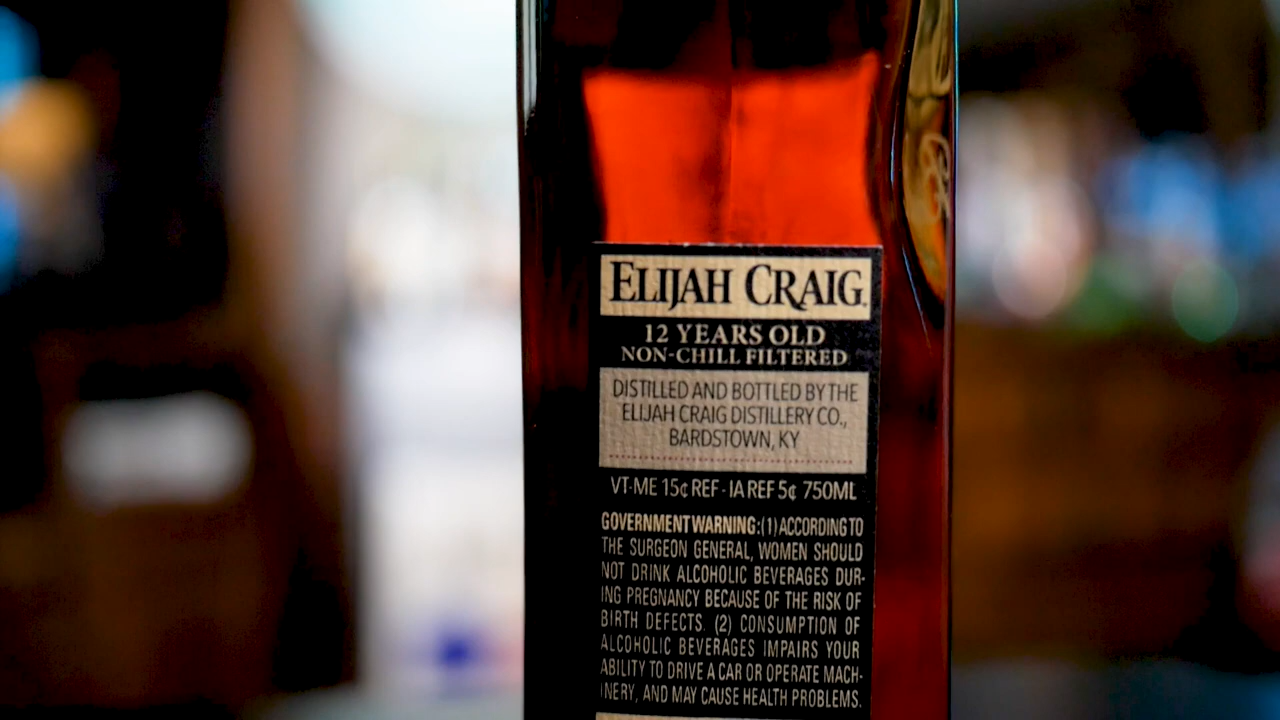 ELIJAH CRAIG
12 YEARS OLD
NON-CHILL FILTERED
DISTILLED AND BOTTLED BY THE
ELIJAH CRAIG DISTILLERY CO.,
BARDSTOWN, KY
VT-ME 15¢ REF - IA REF 5¢ 750ML
GOVERNMENT WARNING: (1) ACCORDING TO
THE SURGEON GENERAL, WOMEN SHOULD
NOT DRINK ALCOHOLIC BEVERAGES DUR-
ING PREGNANCY BECAUSE OF THE RISK OF
BIRTH DEFECTS. (2) CONSUMPTION OF
ALCOHOLIC BEVERAGES IMPAIRS YOUR
ABILITY TO DRIVE A CAR OR OPERATE MACH-
INERY, AND MAY CAUSE HEALTH PROBLEMS.